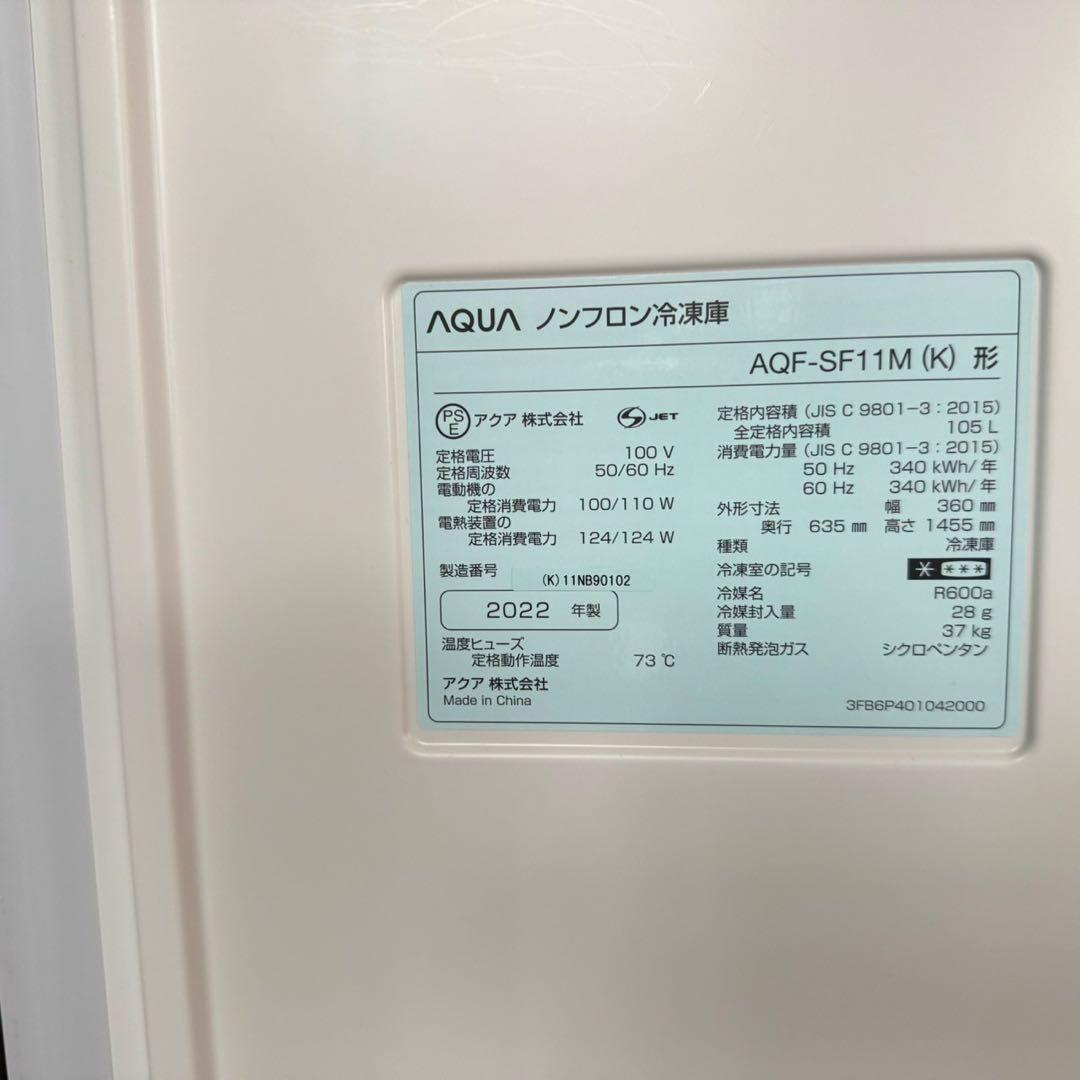 AQUA ノンフロン冷凍庫
AQF-SF11M (K) 形
PS E アクア 株式会社 JET
定格電圧 100 V
定格周波数 50/60 Hz
電動機の
定格消費電力 100/110 W
電熱装置の
定格消費電力 124/124 W
製造番号 (K) 11NB90102
2022 年製
温度ヒューズ
定格動作温度 73 ℃
アクア 株式会社
Made in China
定格内容積 (JIS C 9801-3 : 2015)
全定格内容積 105 L
消費電力量 (JIS C 9801-3 : 2015)
50 Hz 340 kWh/年
60 Hz 340 kWh/年
外形寸法 幅 360 ㎜
奥行 635 ㎜ 高さ 1455 ㎜
種類 冷凍庫
冷凍室の記号 * ***
冷媒名 R600a
冷媒封入量 28 g
質量 37 kg
断熱発泡ガス シクロペンタン
3FB6P401042000